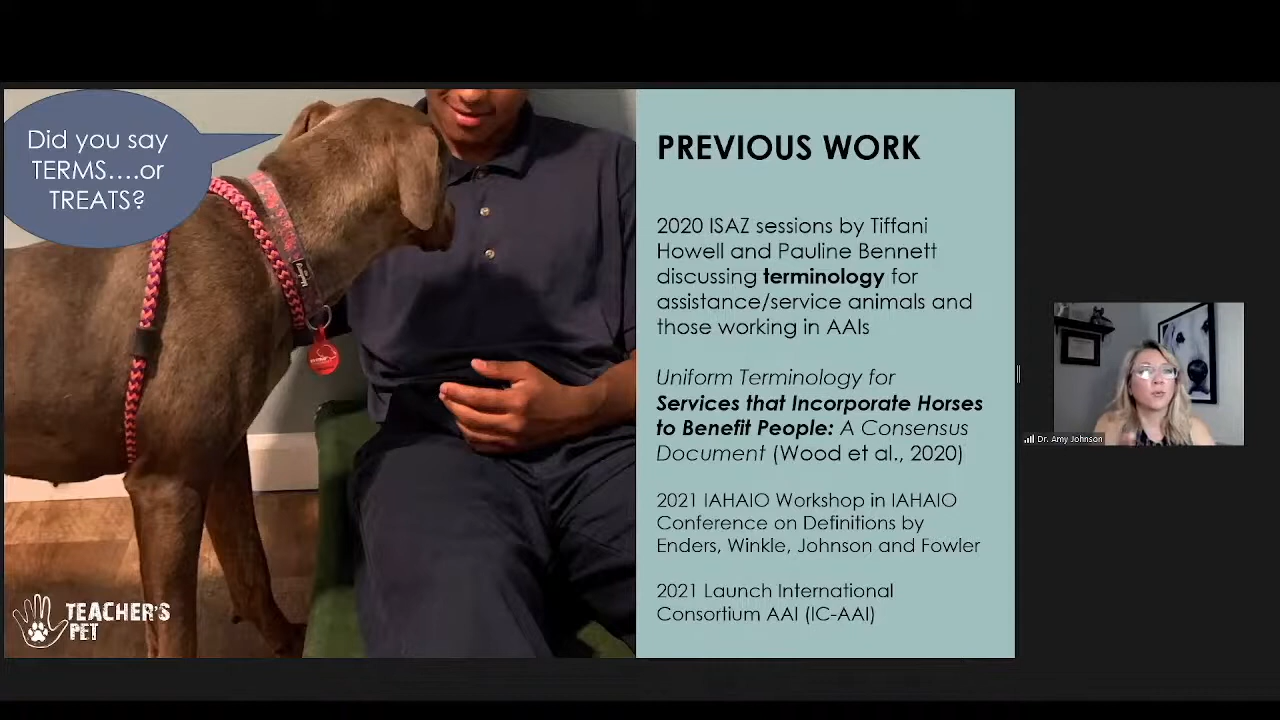 Did you say
TERMS....or
TREATS?
PREVIOUS WORK
2020 ISAZ sessions by Tiffani
Howell and Pauline Bennett
discussing terminology for
assistance/service animals and
those working in AAIs
Uniform Terminology for
Services that Incorporate Horses
to Benefit People: A Consensus
Document (Wood et al., 2020)
2021 IAHAIO Workshop in IAHAIO
Conference on Definitions by
Enders, Winkle, Johnson and Fowler
2021 Launch International
Consortium AAI (IC-AAI)
TEACHER'S
PET
Dr. Amy Johnson